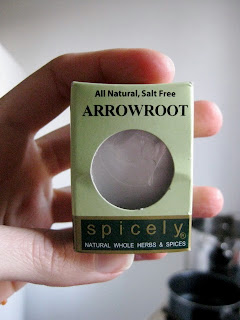 All Natural, Salt Free
ARROWROOT
spicely®
NATURAL WHOLE HERBS & SPICES